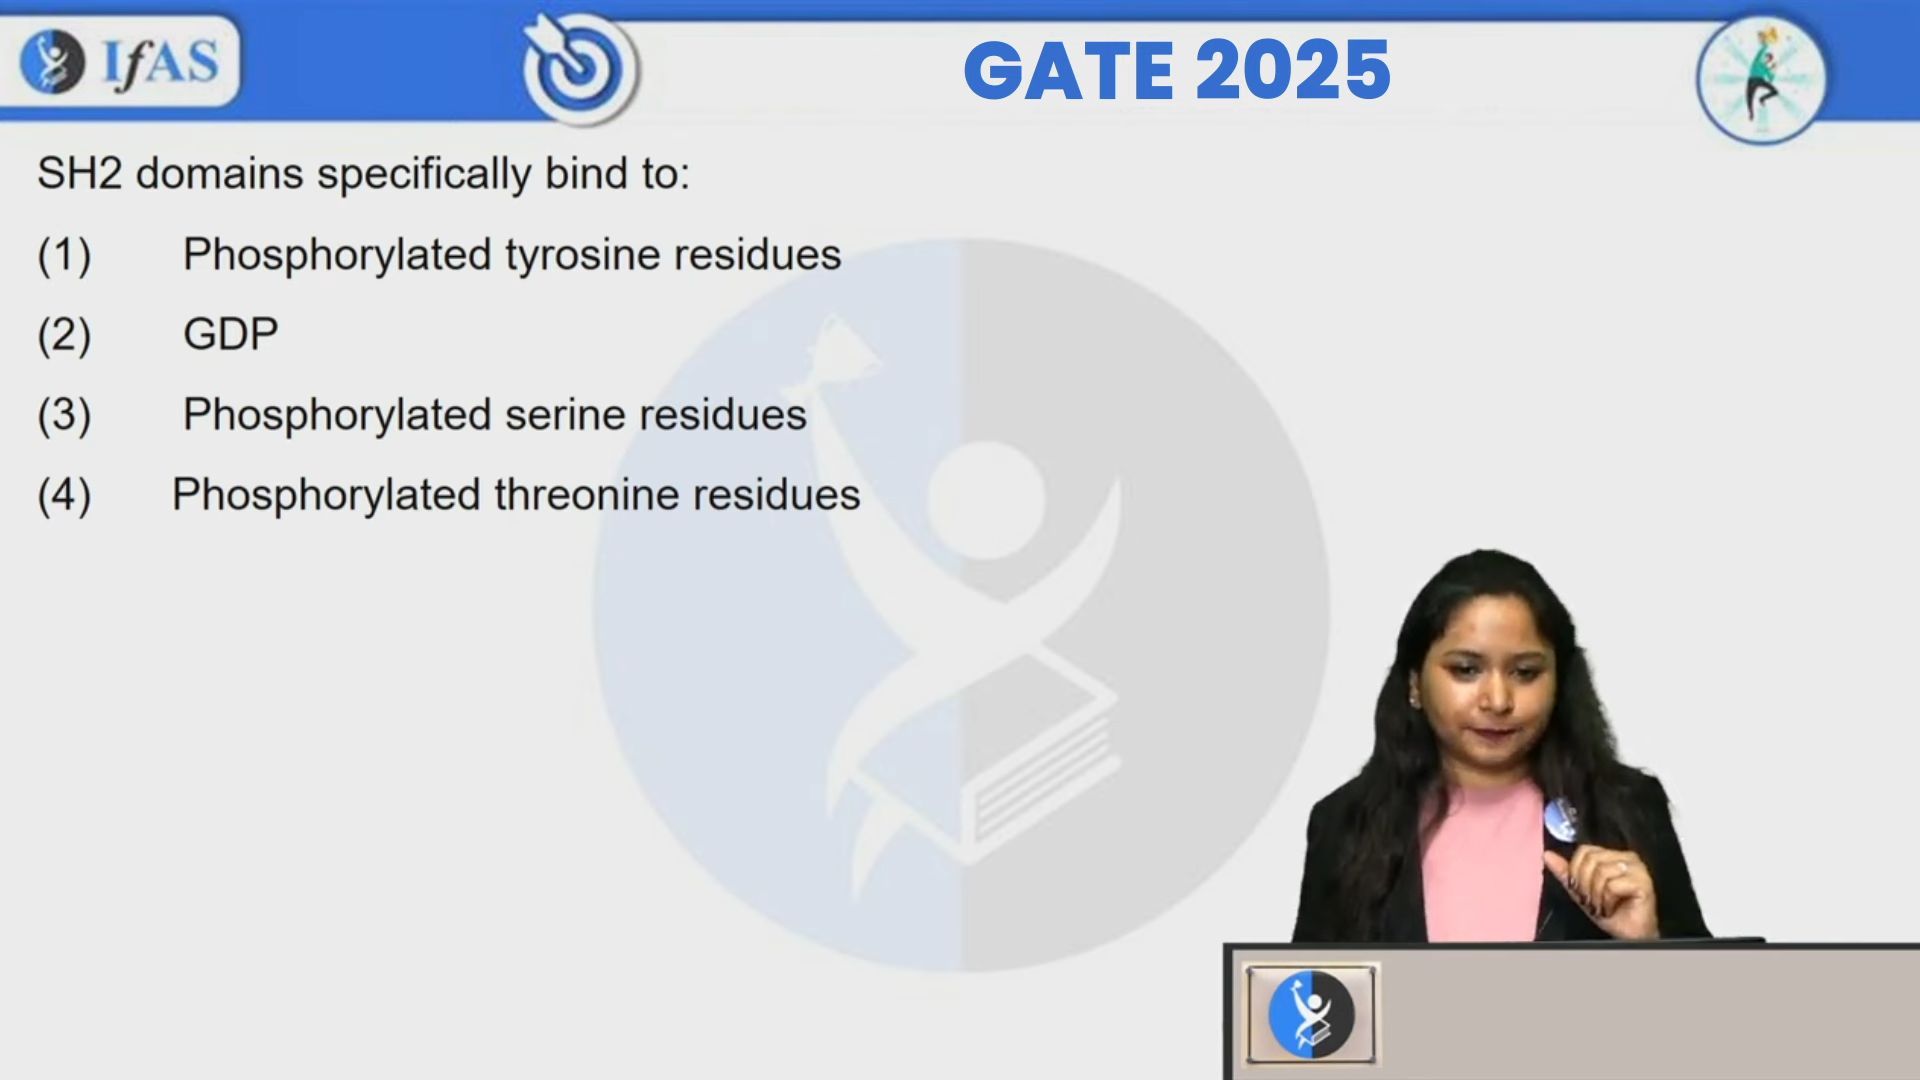 IfAS
GATE 2025
SH2 domains specifically bind to:
(1) Phosphorylated tyrosine residues
(2) GDP
(3) Phosphorylated serine residues
(4) Phosphorylated threonine residues